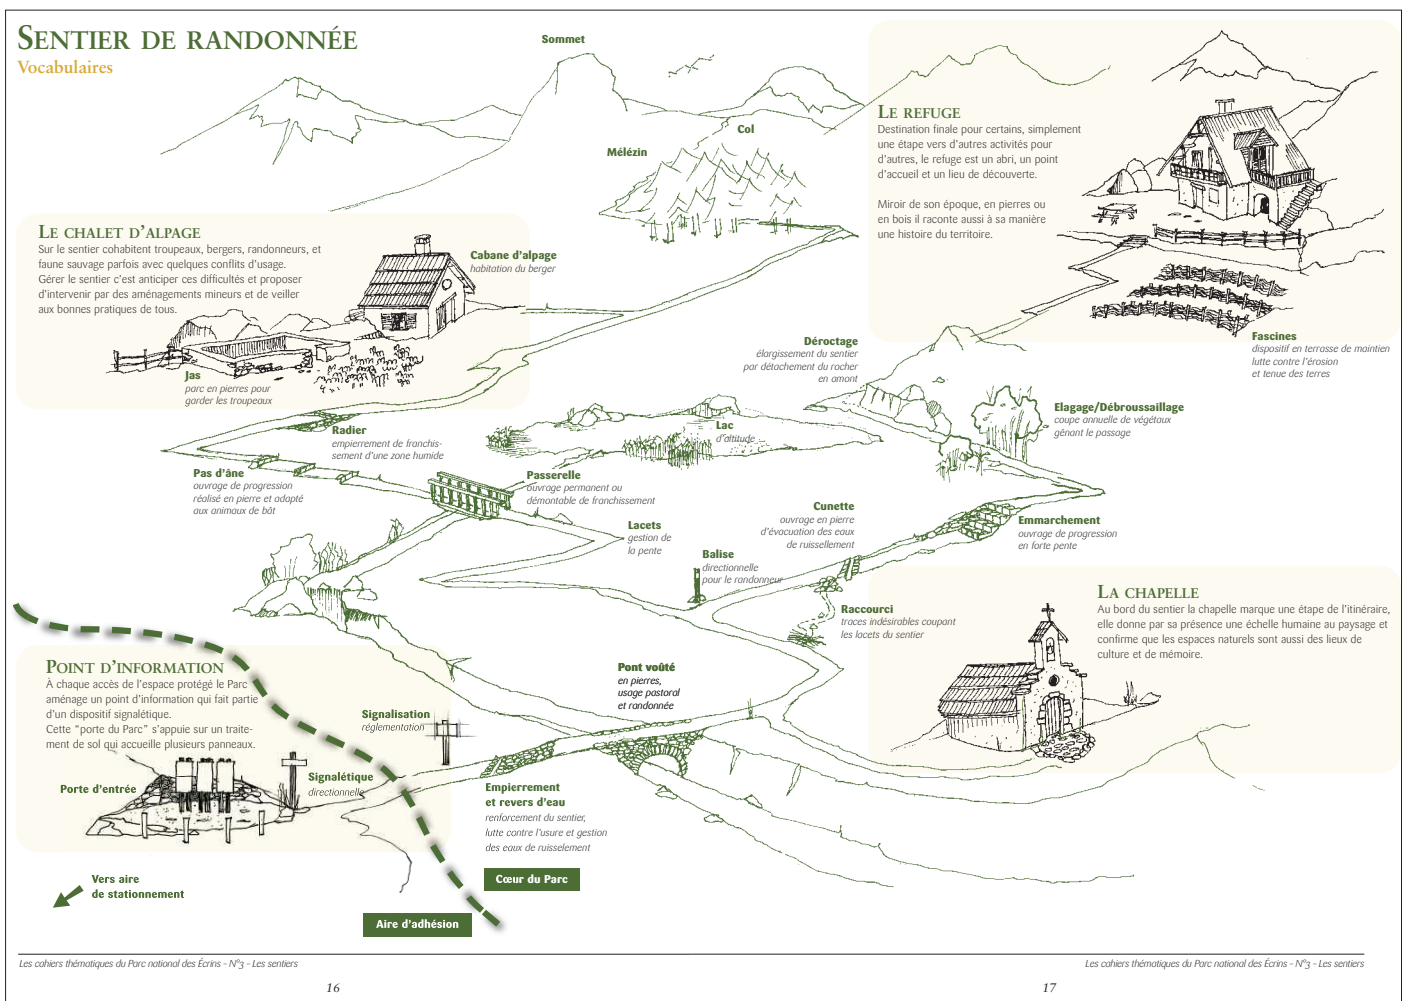 SENTIER DE RANDONNÉE
Vocabulaires
Sommet
Col
Mélézin
LE REFUGE
Destination finale pour certains, simplement
une étape vers d'autres activités pour
d'autres, le refuge est un abri, un point
d'accueil et un lieu de découverte.
Miroir de son époque, en pierres ou
en bois il raconte aussi à sa manière
une histoire du territoire.
LE CHALET D'ALPAGE
Sur le sentier cohabitent troupeaux, bergers, randonneurs, et
faune sauvage parfois avec quelques conflits d'usage.
Gérer le sentier c'est anticiper ces difficultés et proposer
d'intervenir par des aménagements mineurs et de veiller
aux bonnes pratiques de tous.
Cabane d'alpage
habitation du berger
Jas
parc en pierres pour
garder les troupeaux
Déroctage
élargissement du sentier
par détachement du rocher
en amont
Fascines
dispositif en terrasse de maintien
lutte contre l'érosion
et tenue des terres
Elagage/Débroussaillage
coupe annuelle de végétaux
gênant le passage
Radier
empierrement de franchis-
sement d'une zone humide
Lac
d'altitude
Pas d'âne
ouvrage de progression
réalisé en pierre et adapté
aux animaux de bât
Passerelle
ouvrage permanent ou
démontable de franchissement
Lacets
gestion de
la pente
Cunette
ouvrage en pierre
d'évacuation des eaux
de ruissellement
Emmarchement
ouvrage de progression
en forte pente
Balise
directionnelle
pour le randonneur
Raccourci
traces indésirables coupant
les lacets du sentier
LA CHAPELLE
Au bord du sentier la chapelle marque une étape de l'itinéraire,
elle donne par sa présence une échelle humaine au paysage et
confirme que les espaces naturels sont aussi des lieux de
culture et de mémoire.
POINT D'INFORMATION
À chaque accès de l'espace protégé le Parc
aménage un point d'information qui fait partie
d'un dispositif signalétique.
Cette "porte du Parc" s'appuie sur un traite-
ment de sol qui accueille plusieurs panneaux.
Pont voûté
en pierres,
usage pastoral
et randonnée
Signalisation
réglementation
Signalétique
directionnelle
Porte d'entrée
Empierrement
et revers d'eau
renforcement du sentier,
lutte contre l'usure et gestion
des eaux de ruisselement
Cœur du Parc
Vers aire
de stationnement
Aire d'adhésion
Les cahiers thématiques du Parc national des Écrins - N°3 - Les sentiers
Les cahiers thématiques du Parc national des Écrins - N°3 - Les sentiers
16
17